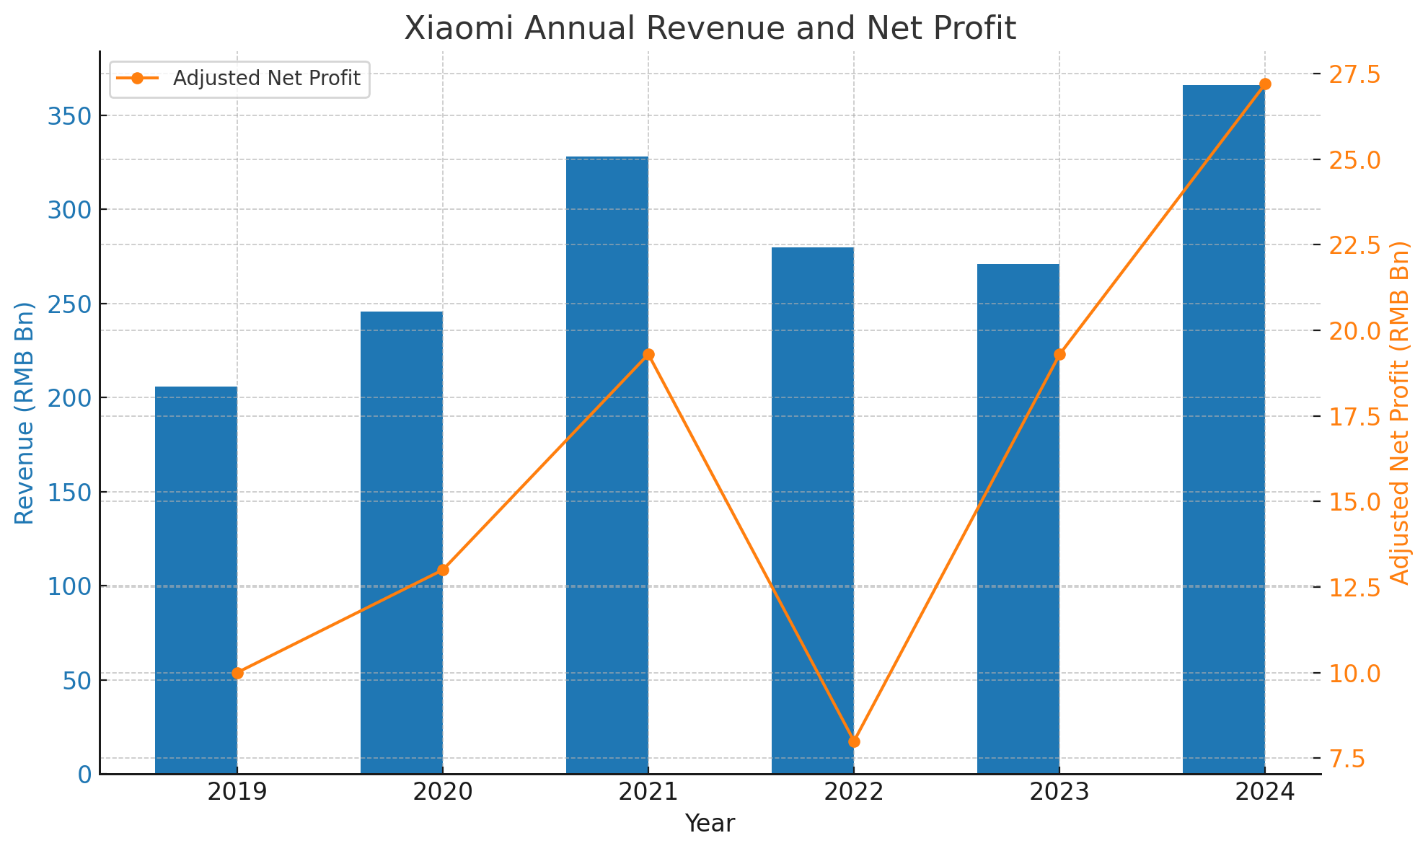 Xiaomi Annual Revenue and Net Profit
Adjusted Net Profit
Revenue (RMB Bn)
350
300
250
200
150
100
50
0
27.5
25.0
22.5
20.0
17.5
15.0
12.5
10.0
7.5
Adjusted Net Profit (RMB Bn)
2019 2020 2021 2022 2023 2024
Year